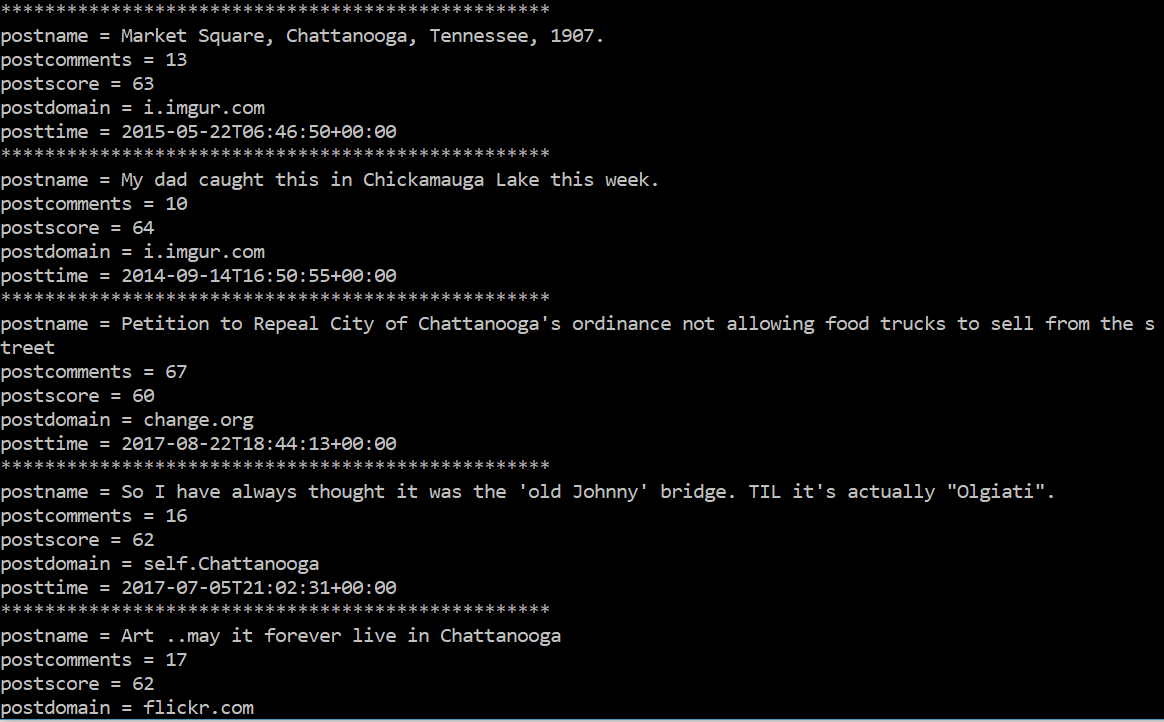 **************************************************
postname = Market Square, Chattanooga, Tennessee, 1907.
postcomments = 13
postscore = 63
postdomain = i.imgur.com
posttime = 2015-05-22T06:46:50+00:00
**************************************************
postname = My dad caught this in Chickamauga Lake this week.
postcomments = 10
postscore = 64
postdomain = i.imgur.com
posttime = 2014-09-14T16:50:55+00:00
**************************************************
postname = Petition to Repeal City of Chattanooga's ordinance not allowing food trucks to sell from the s
treet
postcomments = 67
postscore = 60
postdomain = change.org
posttime = 2017-08-22T18:44:13+00:00
**************************************************
postname = So I have always thought it was the 'old Johnny' bridge. TIL it's actually "Olgiati".
postcomments = 16
postscore = 62
postdomain = self.Chattanooga
posttime = 2017-07-05T21:02:31+00:00
**************************************************
postname = Art ..may it forever live in Chattanooga
postcomments = 17
postscore = 62
postdomain = flickr.com